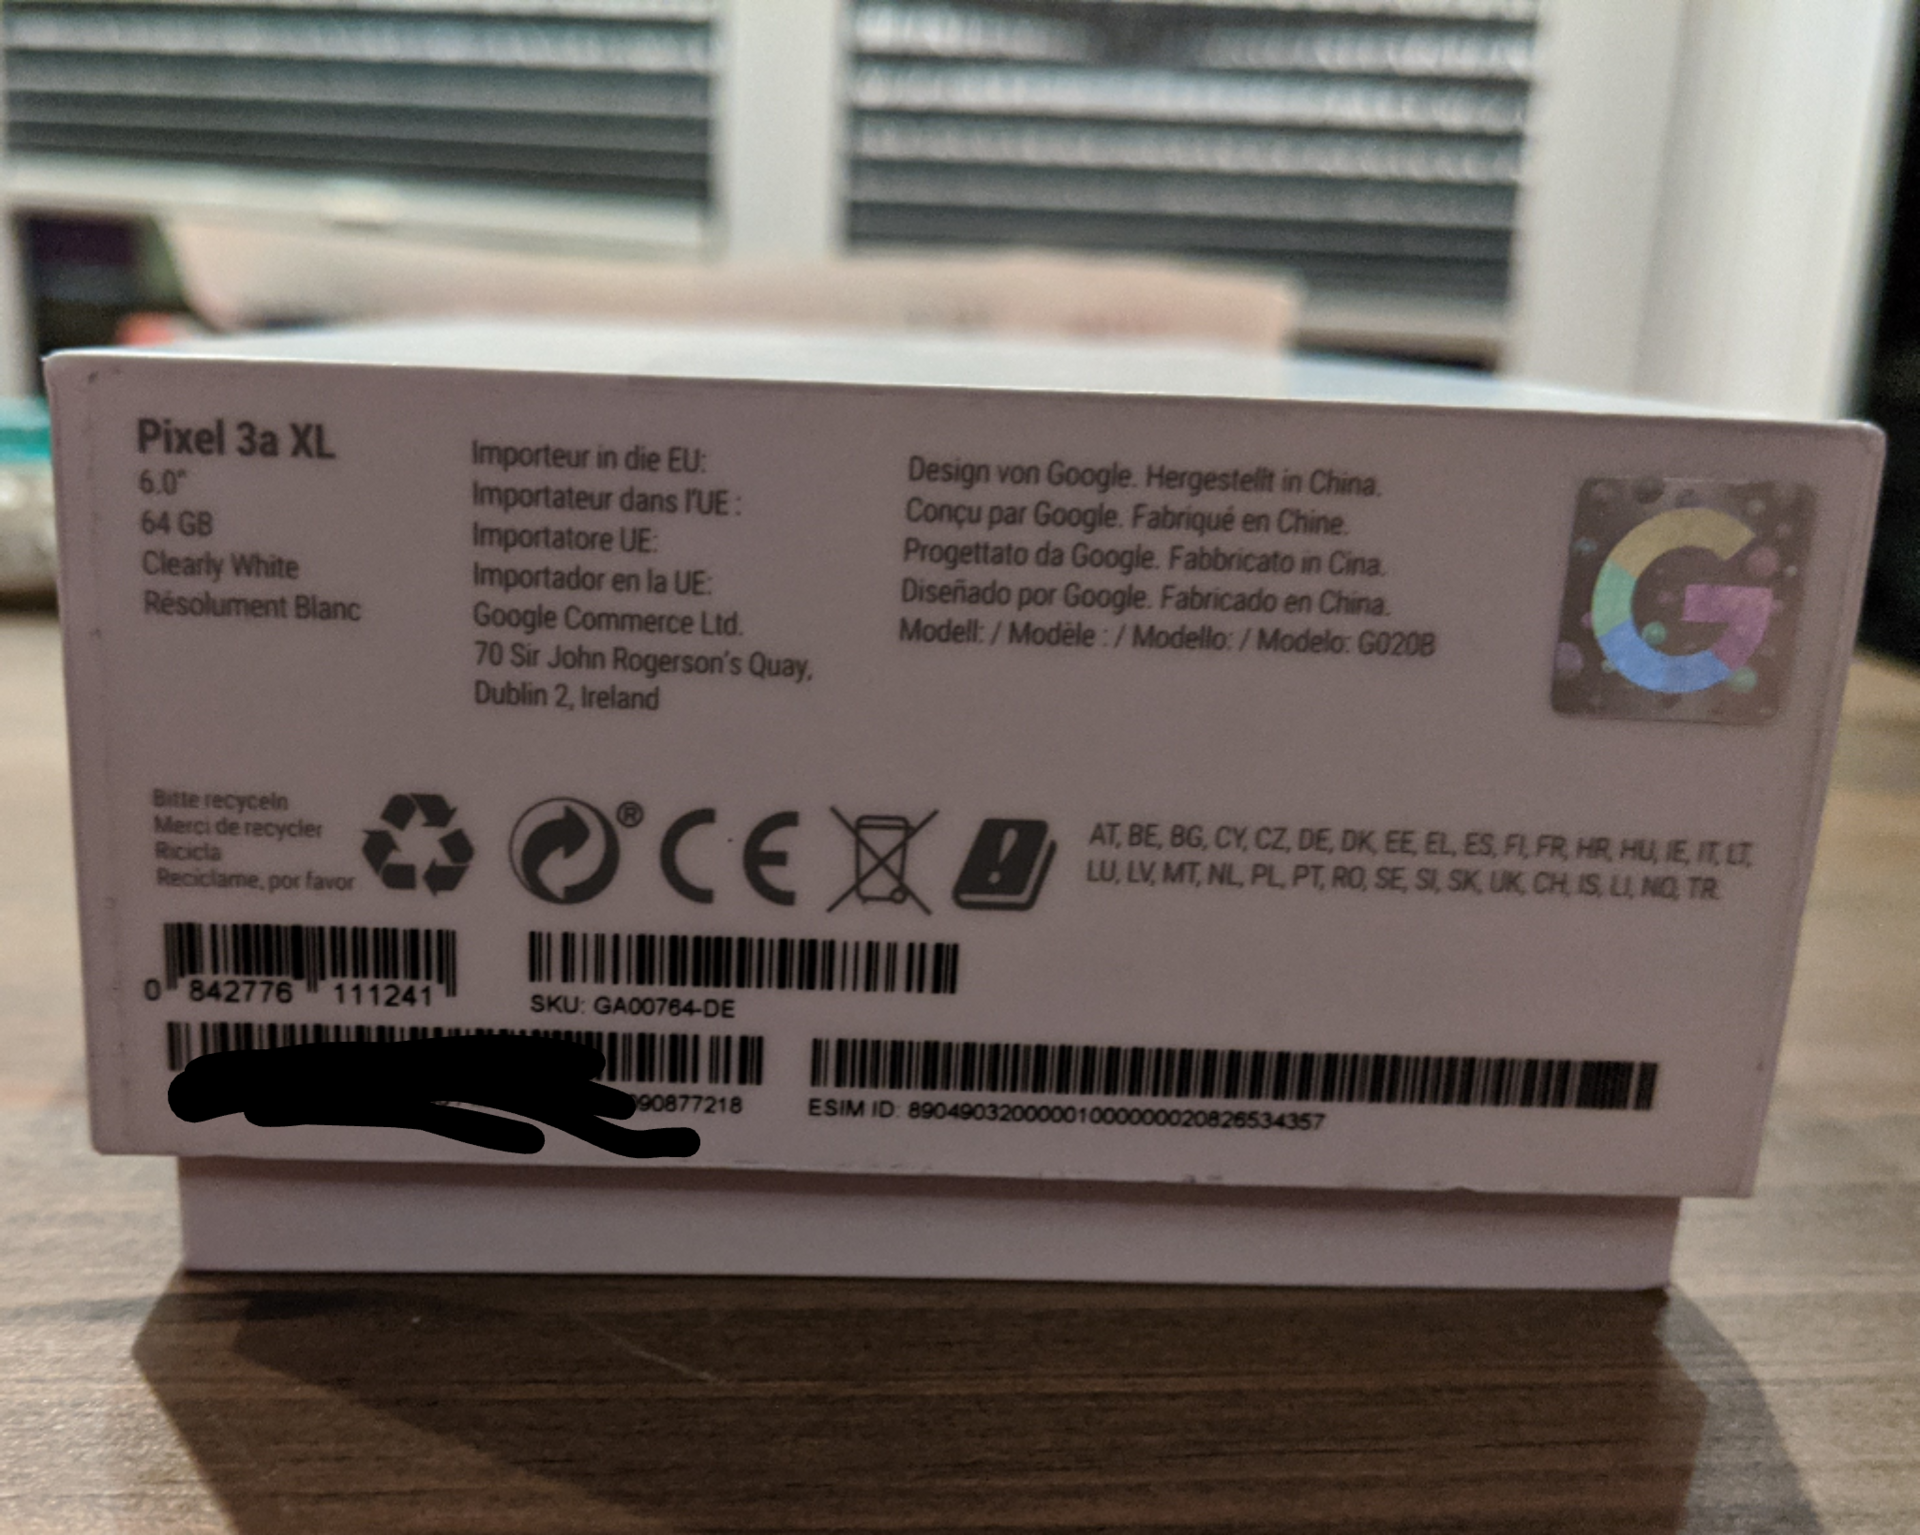 Pixel 3a XL
6.0"
64 GB
Clearly White
Résolument Blanc
Importeur in die EU:
Importateur dans l'UE :
Importatore UE:
Importador en la UE:
Google Commerce Ltd.
70 Sir John Rogerson's Quay,
Dublin 2, Ireland
Design von Google. Hergestellt in China.
Conçu par Google. Fabriqué en Chine.
Progettato da Google. Fabbricato in Cina.
Diseñado por Google. Fabricado en China.
Modell: / Modèle : / Modello: / Modelo: G020B
G
Bitte recyceln
Merci de recycler
Ricicla
Reciclame, por favor
®
CE
AT, BE, BG, CY, CZ, DE, DK, EE, EL, ES, FI, FR, HR, HU, IE, IT, LT,
LU, LV, MT, NL, PL, PT, RO, SE, SI, SK, UK, CH, IS, LI, NO, TR.
0 842776 111241
SKU: GA00764-DE
90877218
ESIM ID: 89049032000001000000020826534357